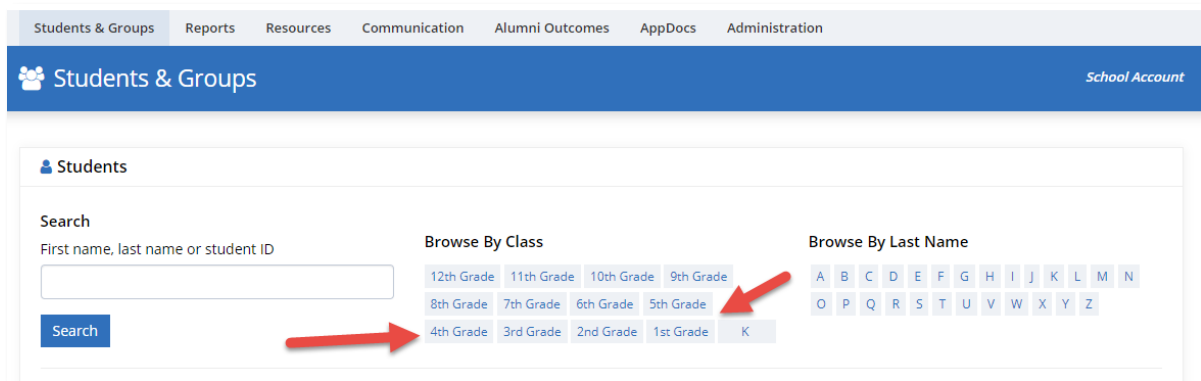 Students & Groups Reports Resources Communication Alumni Outcomes AppDocs Administration
Students & Groups
School Account
Students
Search
First name, last name or student ID
Search
Browse By Class
12th Grade 11th Grade 10th Grade 9th Grade
8th Grade 7th Grade 6th Grade 5th Grade
4th Grade 3rd Grade 2nd Grade 1st Grade K
Browse By Last Name
A B C D E F G H I J K L M N
O P Q R S T U V W X Y Z